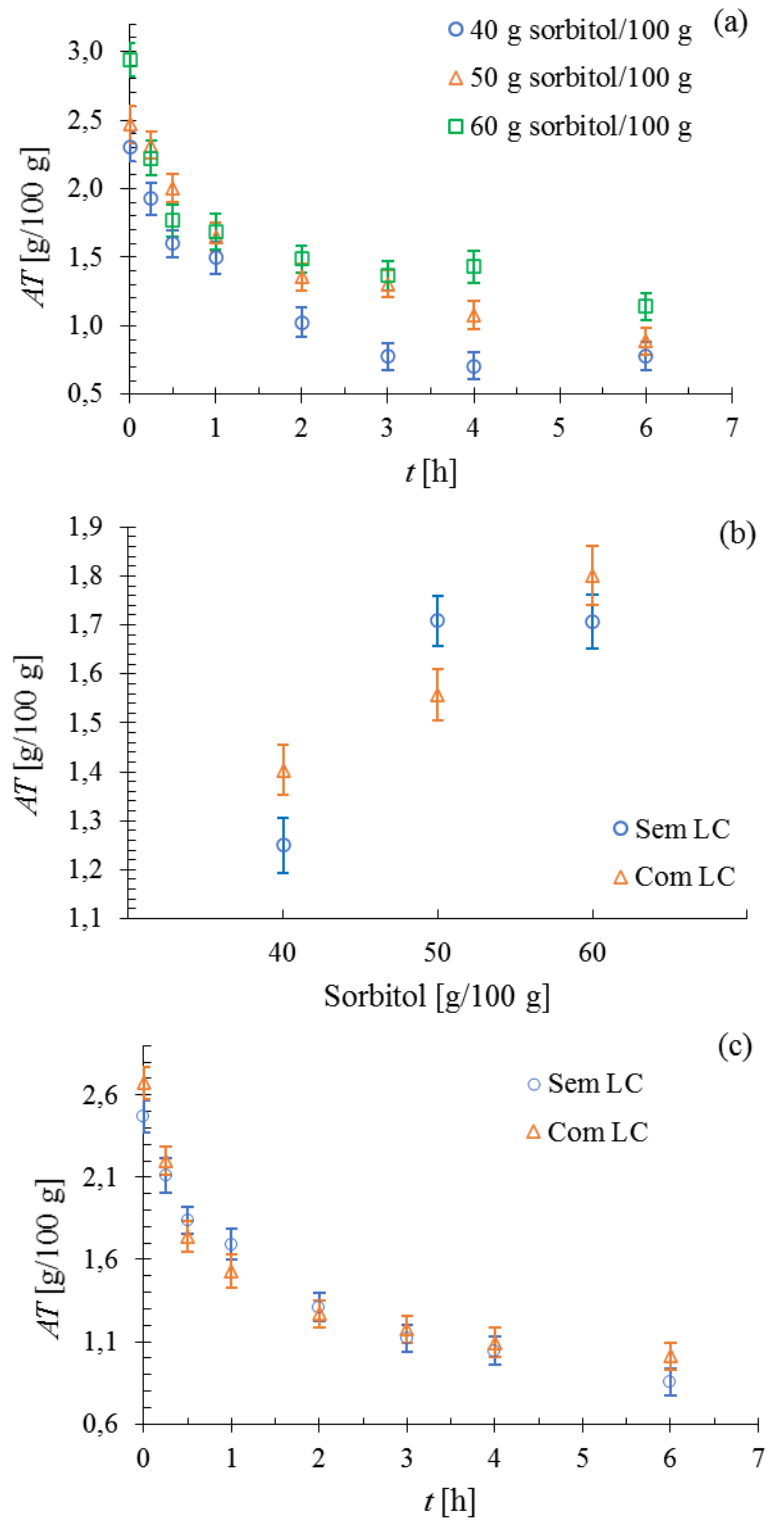 (a)
40 g sorbitol/100 g
50 g sorbitol/100 g
60 g sorbitol/100 g
AT [g/100 g]
3,0
2,5
2,0
1,5
1,0
0,5
0 1 2 3 4 5 6 7
t [h]
(b)
AT [g/100 g]
1,9
1,8
1,7
1,6
1,5
1,4
1,3
1,2
1,1
Sem LC
Com LC
40 50 60
Sorbitol [g/100 g]
(c)
Sem LC
Com LC
AT [g/100 g]
2,6
2,1
1,6
1,1
0,6
0 1 2 3 4 5 6 7
t [h]